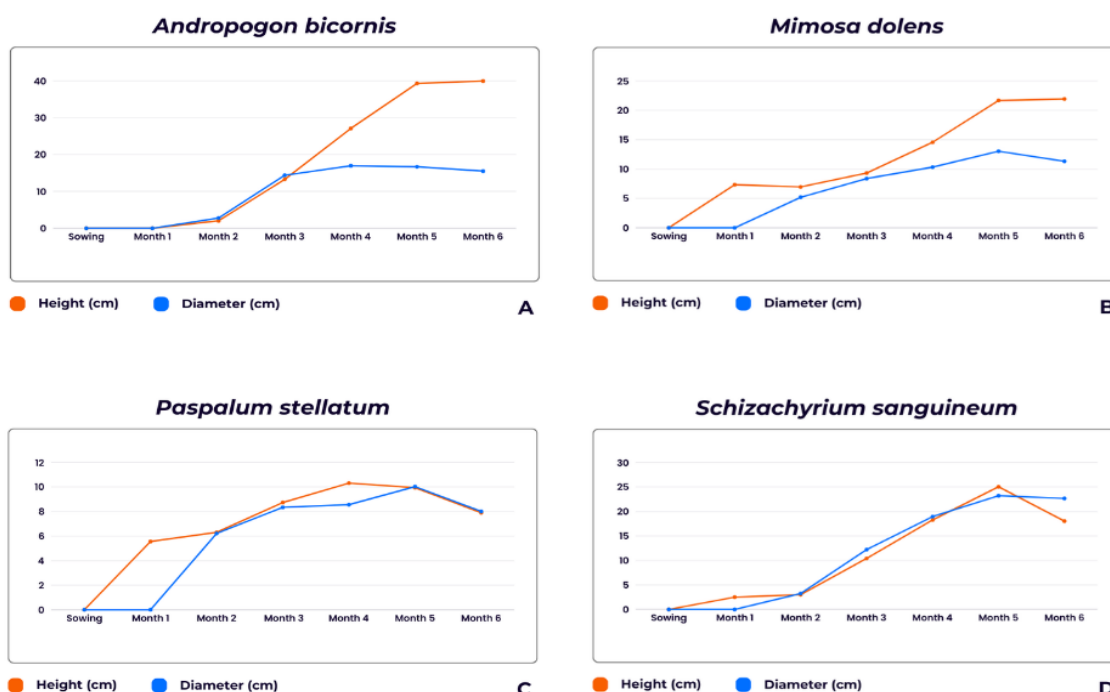 Andropogon bicornis
40
30
20
10
0
Sowing Month 1 Month 2 Month 3 Month 4 Month 5 Month 6
Height (cm) Diameter (cm) A
Mimosa dolens
25
20
15
10
5
0
Sowing Month 1 Month 2 Month 3 Month 4 Month 5 Month 6
Height (cm) Diameter (cm) B
Paspalum stellatum
12
10
8
6
4
2
0
Sowing Month 1 Month 2 Month 3 Month 4 Month 5 Month 6
Height (cm) Diameter (cm) C
Schizachyrium sanguineum
30
25
20
15
10
5
0
Sowing Month 1 Month 2 Month 3 Month 4 Month 5 Month 6
Height (cm) Diameter (cm) D